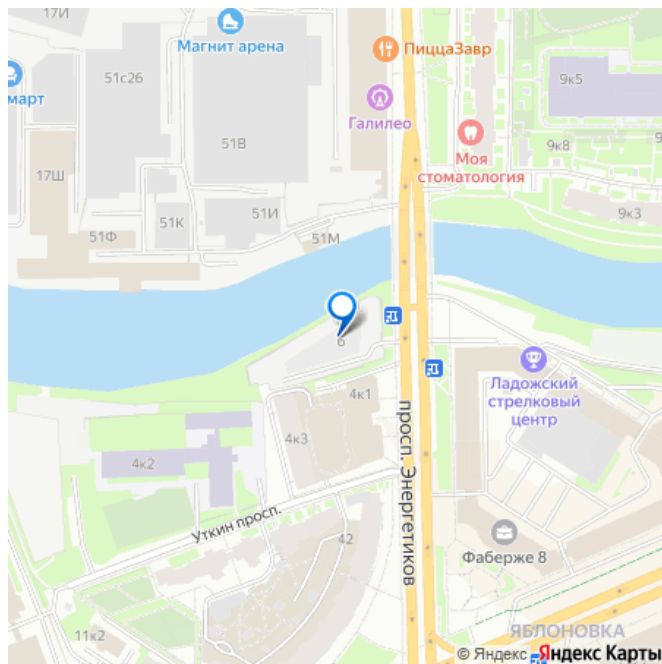 17И
Магнит арена
ПиццаЗавр
51с26
март
9к5
Галилео
51В
Моя
стоматология
9к8
17Ш
51К
51И
9к3
51Ф
51М
6
Ладожский
стрелковый
центр
4к1
просп. Энергетиков
4к3
4к2
Уткин просп.
42
Фаберже 8
11к2
ЯБЛОНОВКА
© Яндекс Яндекс Карты